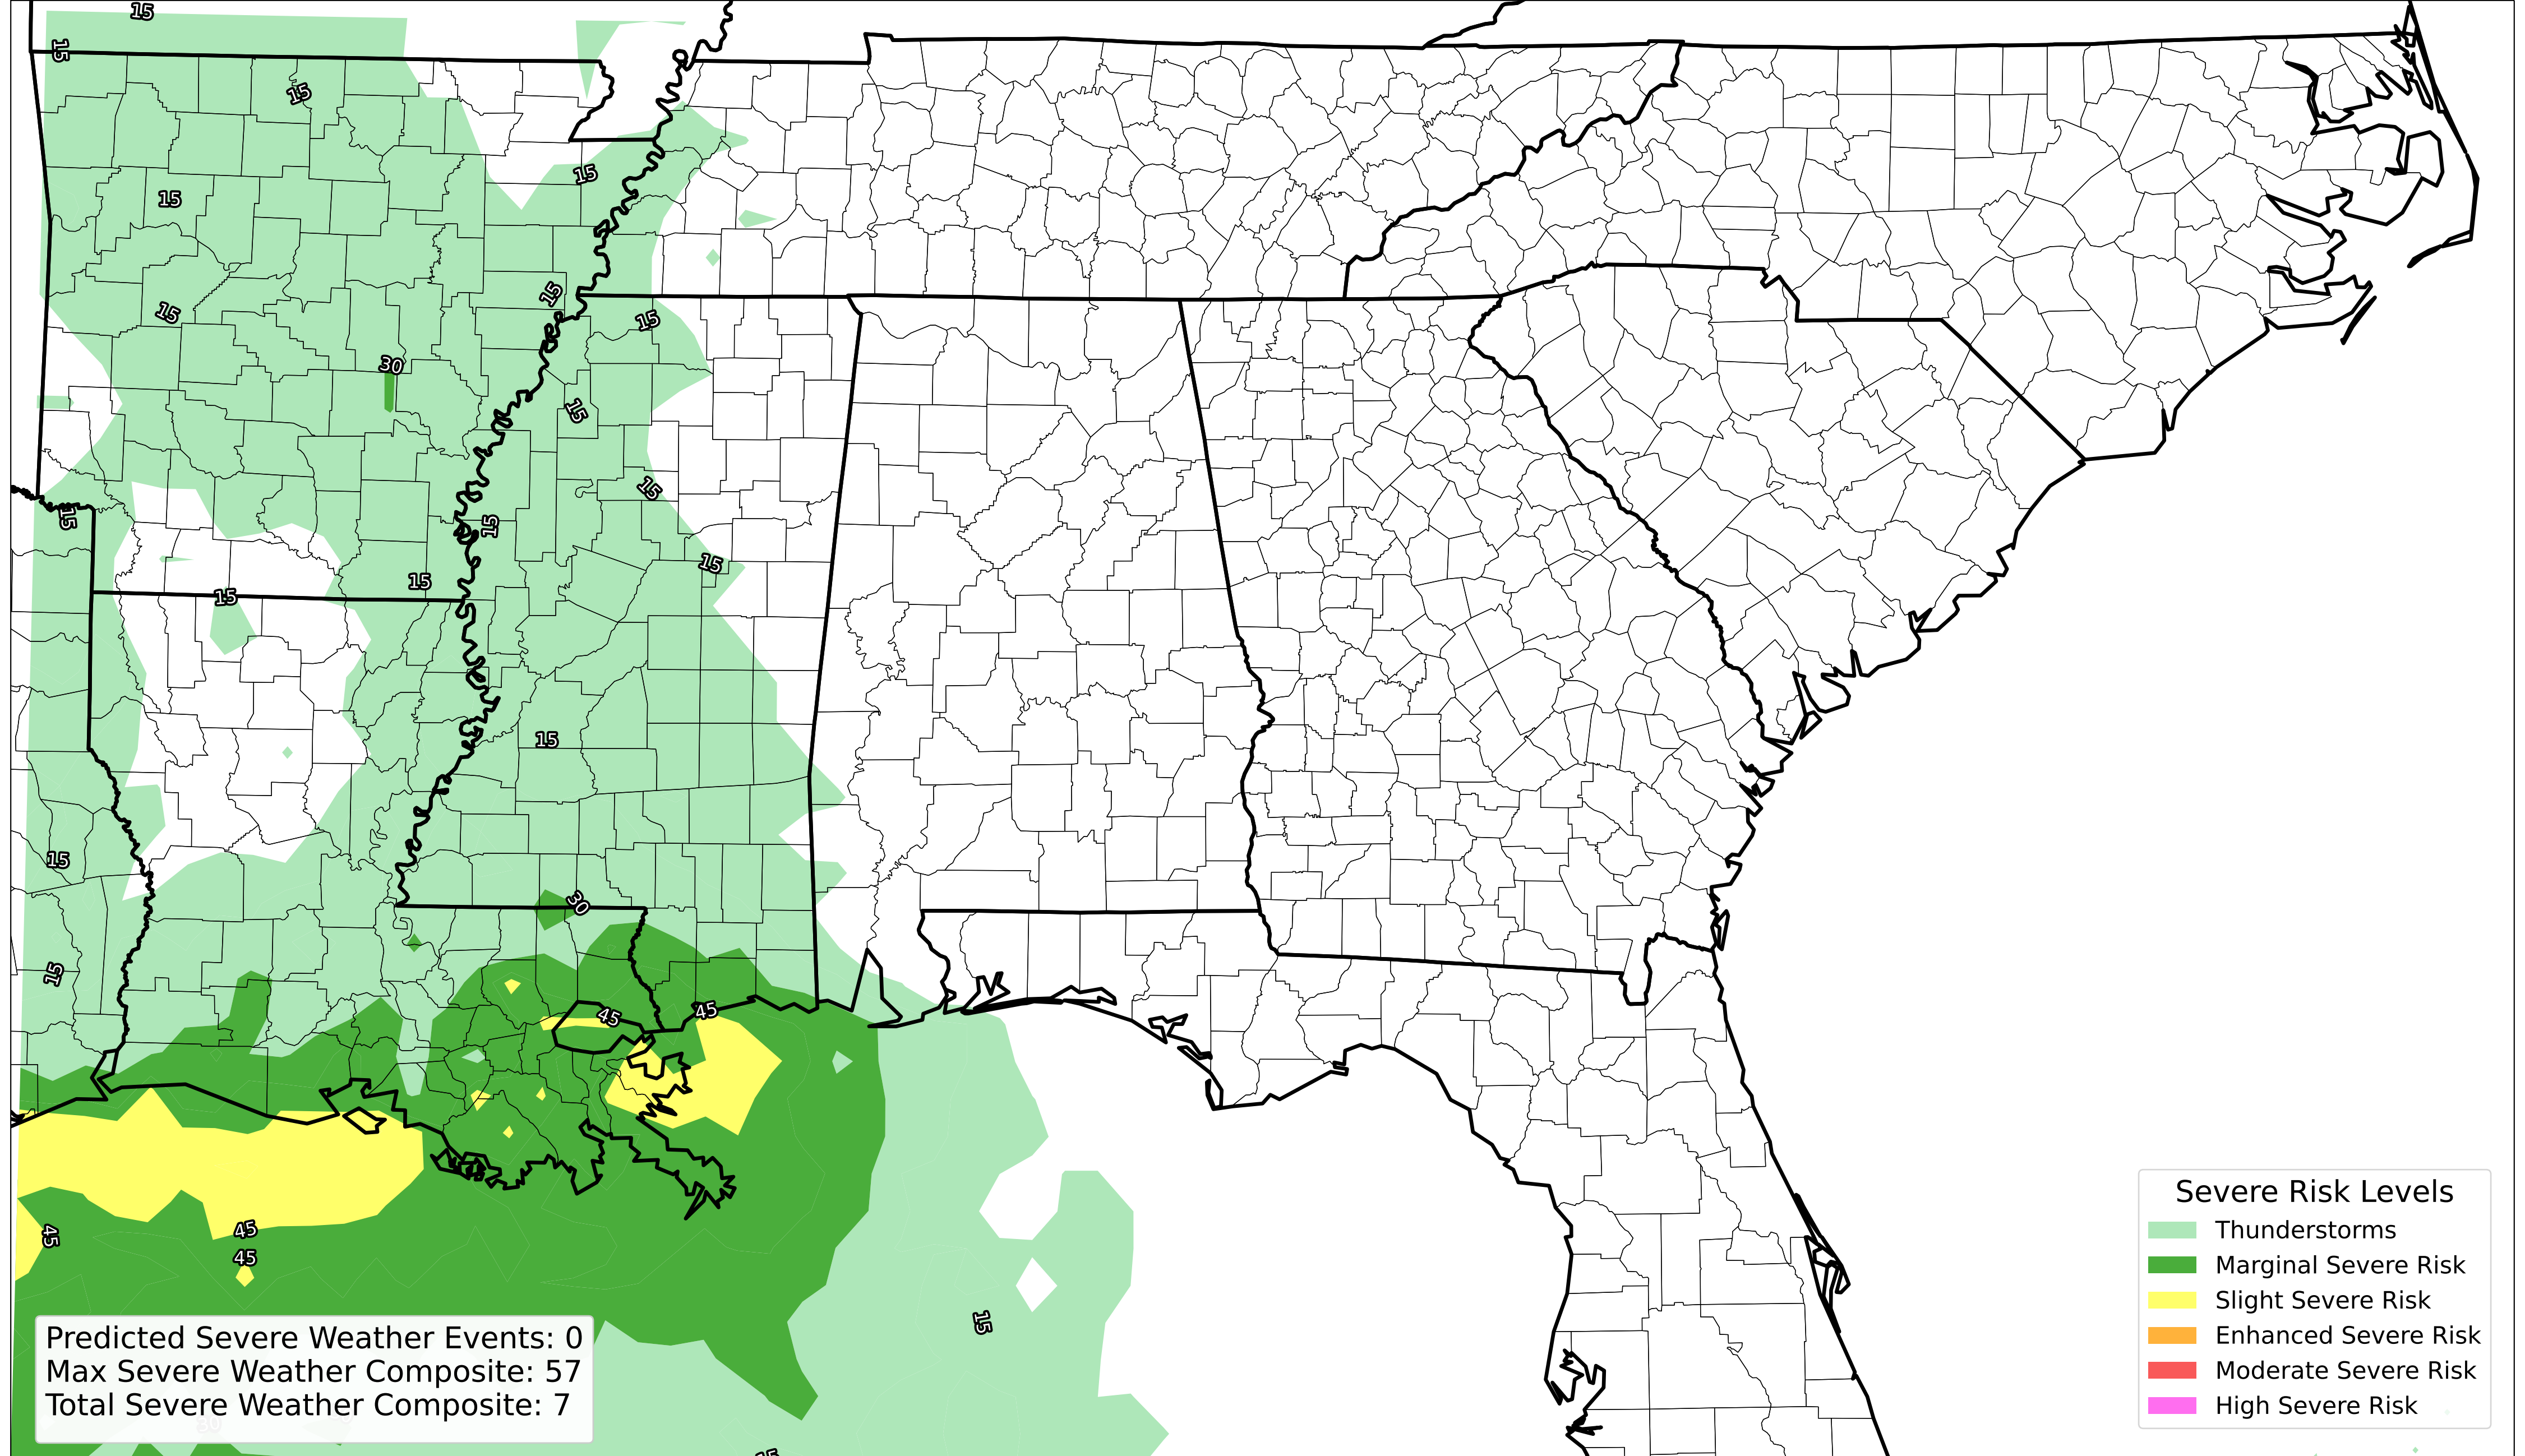 15
15
15
15
15
15
15
15
30
15
15
15
15
15
15
15
15
15
30
15
45
45
45
45
45
15
Severe Risk Levels
Thunderstorms
Marginal Severe Risk
Slight Severe Risk
Enhanced Severe Risk
Moderate Severe Risk
High Severe Risk
Predicted Severe Weather Events: 0
Max Severe Weather Composite: 57
Total Severe Weather Composite: 7
30